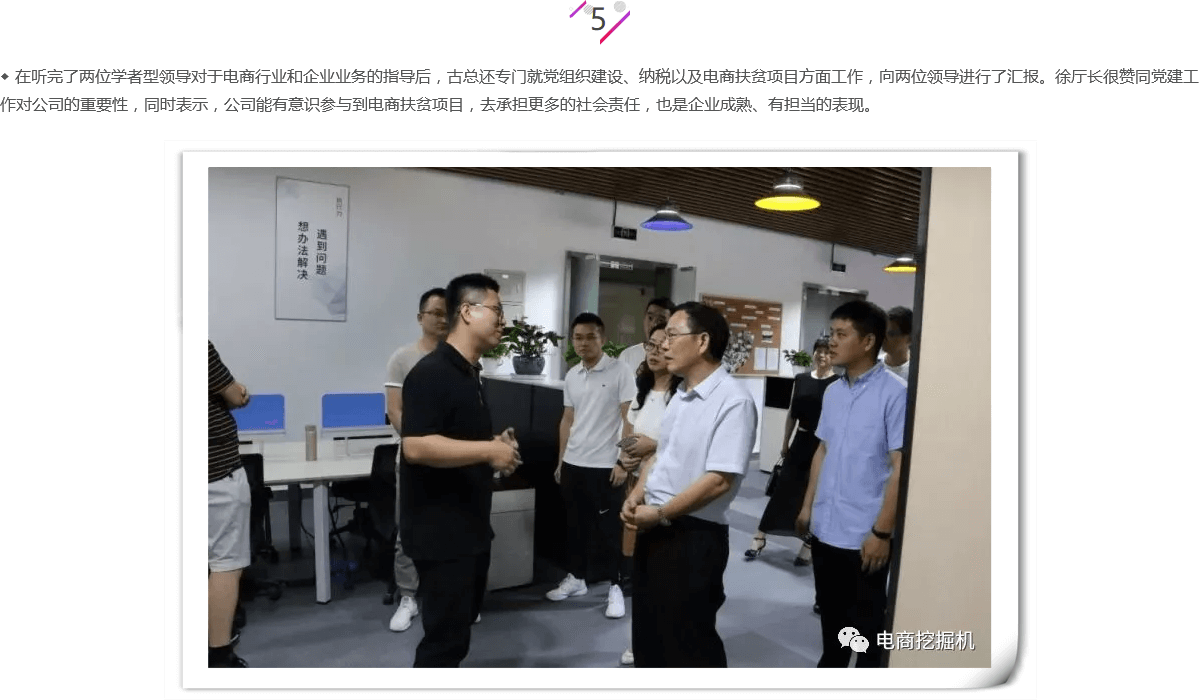 5
◆ 在听完了两位学者型领导对于电商行业和企业业务的指导后，古总还专门就党组织建设、纳税以及电商扶贫项目方面工作，向两位领导进行了汇报。徐厅长很赞同党建工
作对公司的重要性，同时表示，公司能有意识参与到电商扶贫项目，去承担更多的社会责任，也是企业成熟、有担当的表现。
执行力
遇到问题
想办法解决
电商挖掘机